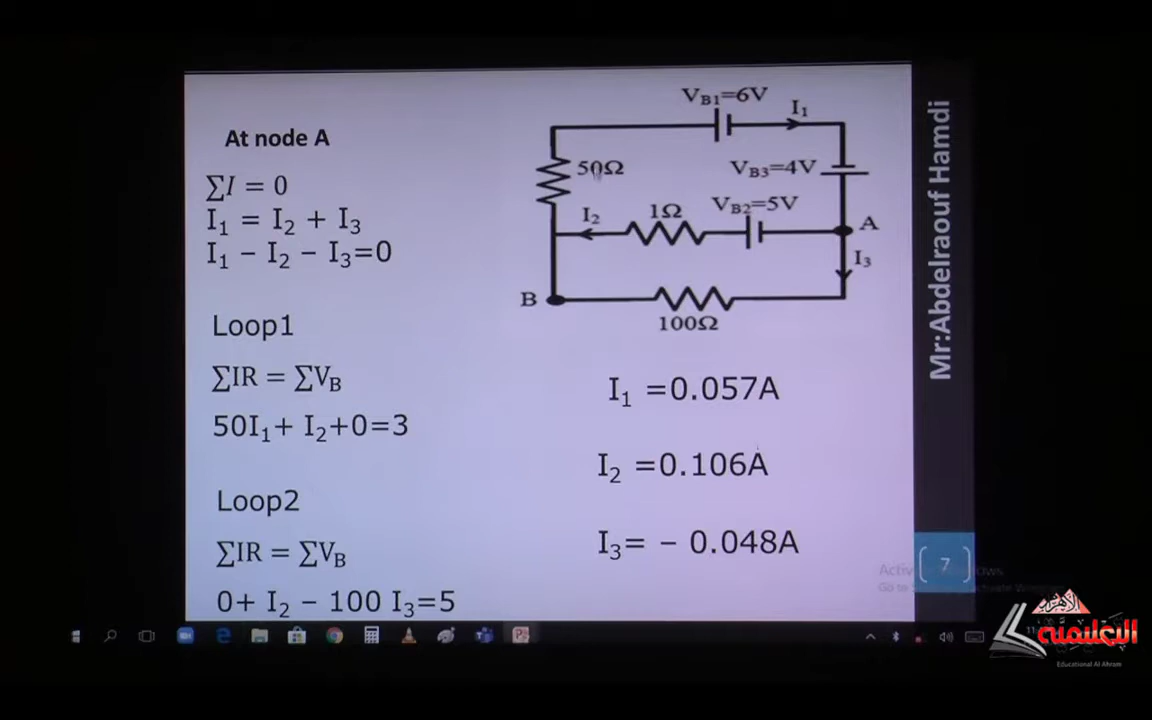 At node A
∑I = 0
I₁ = I₂ + I₃
I₁ − I₂ − I₃=0
Loop1
∑IR = ∑V_B
50I₁+ I₂+0=3
Loop2
∑IR = ∑V_B
0+ I₂ − 100 I₃=5
V_B1=6V
I₁
50Ω
V_B3=4V
I₂
1Ω
V_B2=5V
A
I₃
B
100Ω
I₁ =0.057A
I₂ =0.106A
I₃= − 0.048A
Mr:Abdelraouf Hamdi
7
الأهرام
التعليمية
Educational Al Ahram